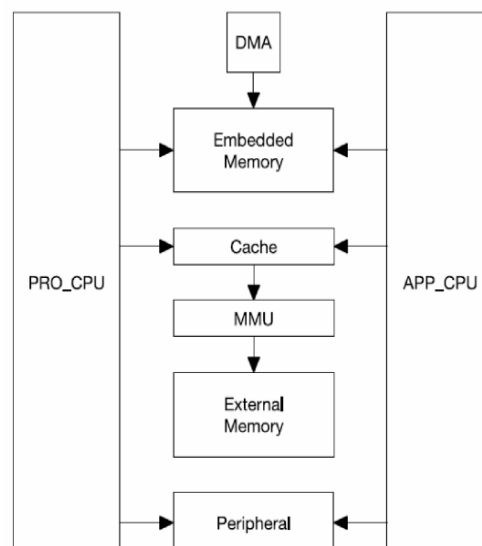 DMA
Embedded
Memory
Cache
PRO_CPU
APP_CPU
MMU
External
Memory
Peripheral